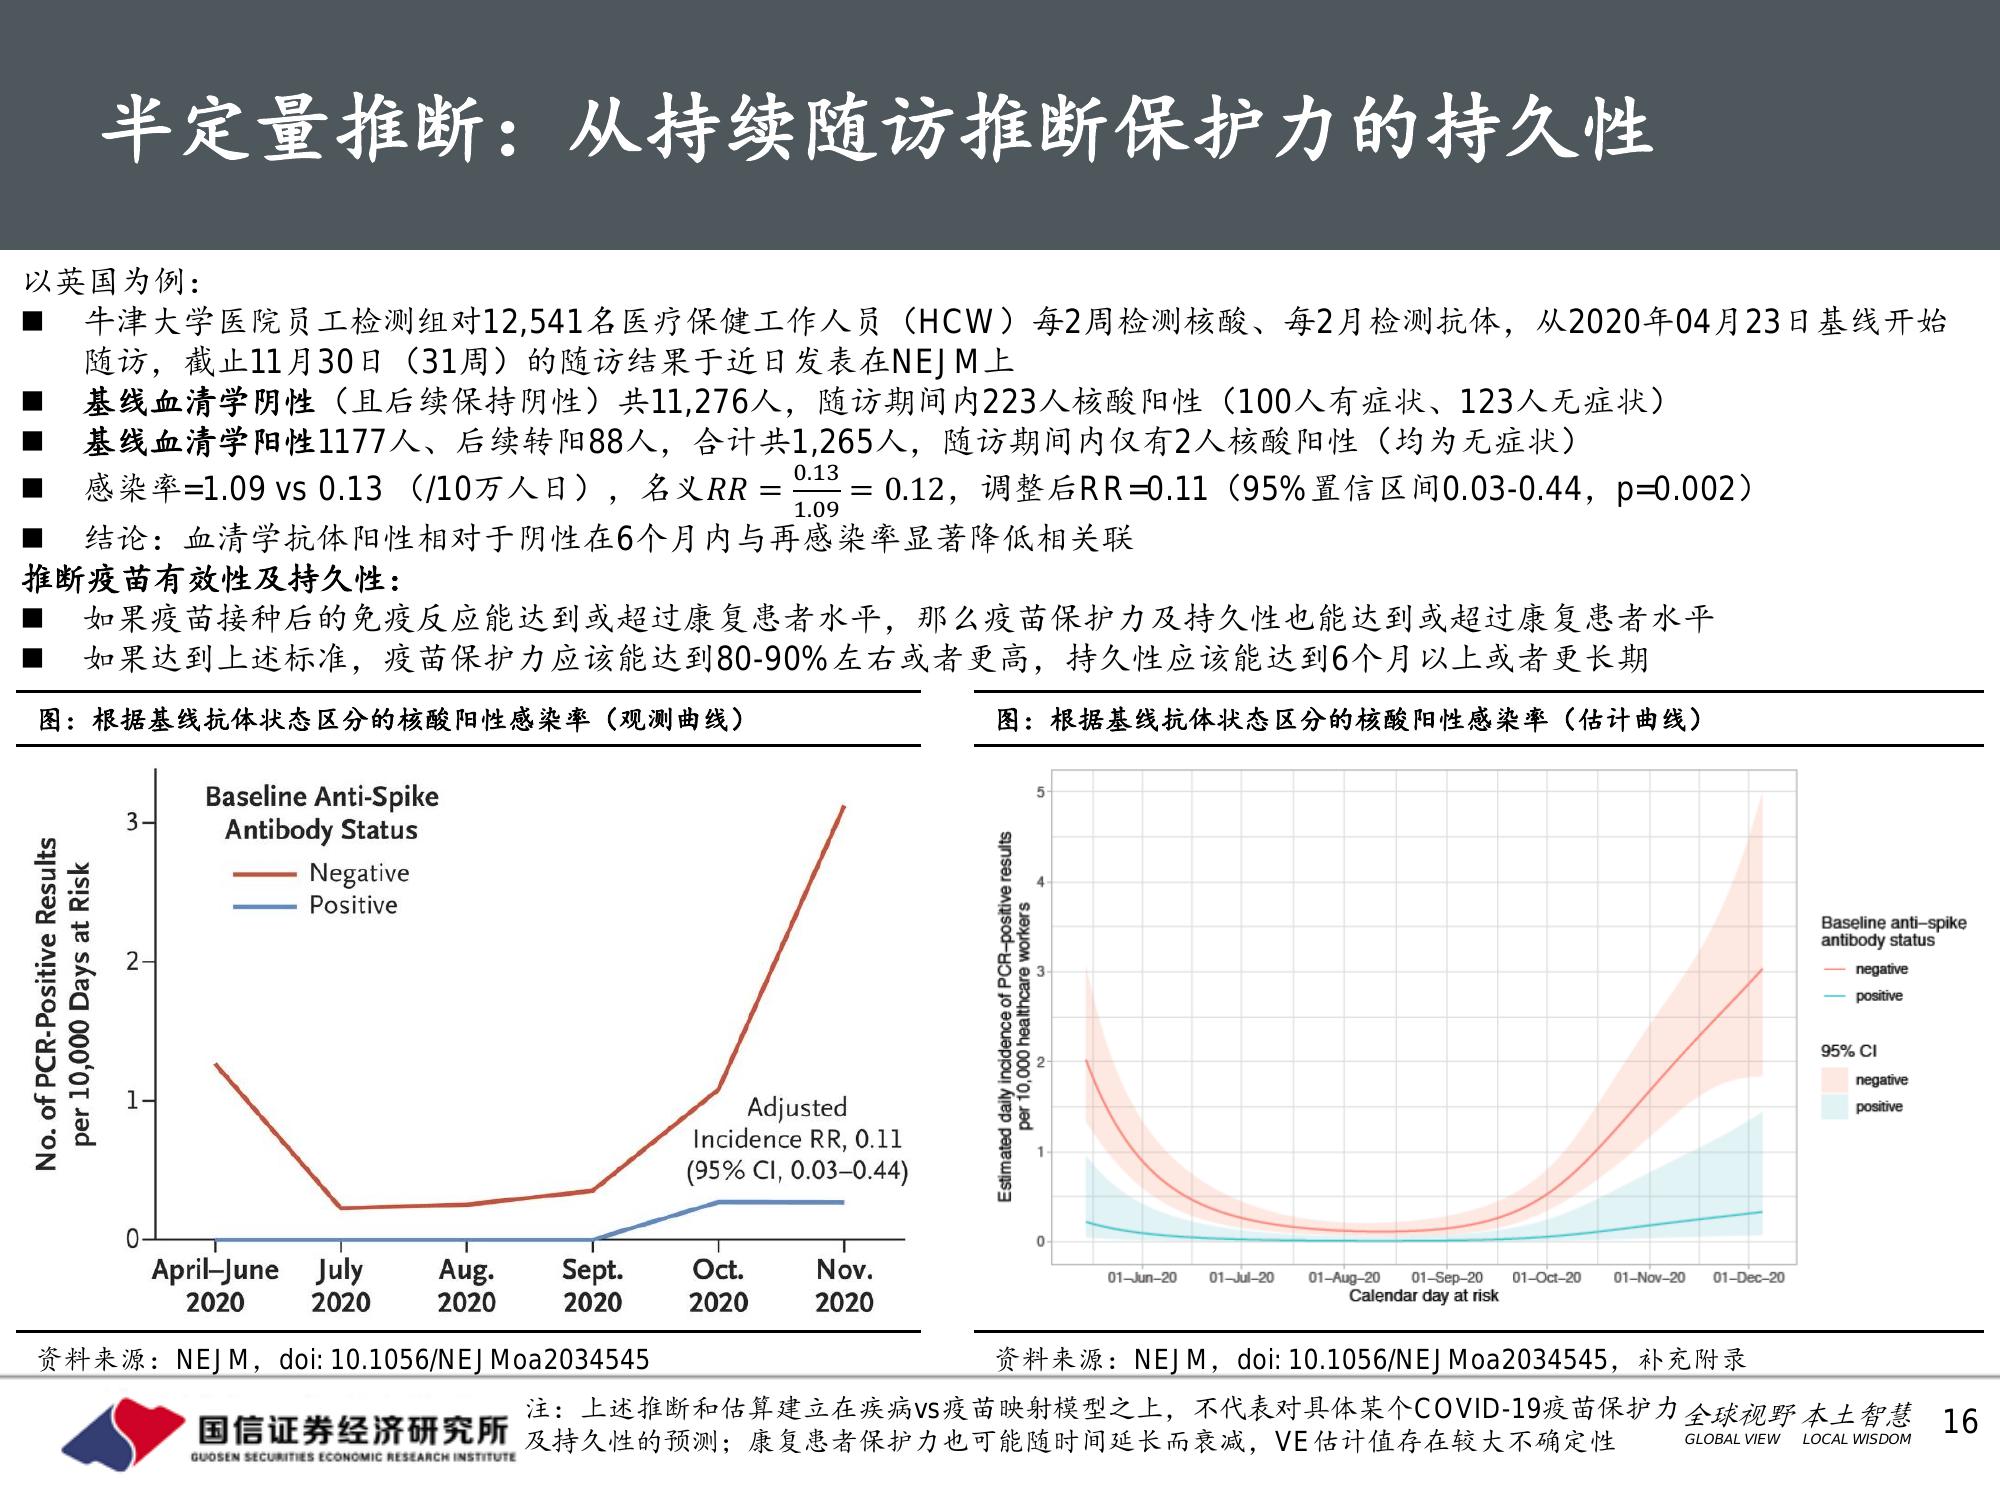 半定量推断：从持续随访推断保护力的持久性
以英国为例：
■ 牛津大学医院员工检测组对12,541名医疗保健工作人员（HCW）每2周检测核酸、每2月检测抗体，从2020年04月23日基线开始
随访，截止11月30日（31周）的随访结果于近日发表在NEJM上
■ 基线血清学阴性（且后续保持阴性）共11,276人，随访期间内223人核酸阳性（100人有症状、123人无症状）
■ 基线血清学阳性1177人、后续转阳88人，合计共1,265人，随访期间内仅有2人核酸阳性（均为无症状）
■ 感染率=1.09 vs 0.13 （/10万人日），名义RR = 0.13/1.09 = 0.12，调整后RR=0.11（95%置信区间0.03-0.44，p=0.002）
■ 结论：血清学抗体阳性相对于阴性在6个月内与再感染率显著降低相关联
推断疫苗有效性及持久性：
■ 如果疫苗接种后的免疫反应能达到或超过康复患者水平，那么疫苗保护力及持久性也能达到或超过康复患者水平
■ 如果达到上述标准，疫苗保护力应该能达到80-90%左右或者更高，持久性应该能达到6个月以上或者更长期
图：根据基线抗体状态区分的核酸阳性感染率（观测曲线）
No. of PCR-Positive Results
per 10,000 Days at Risk
3
2
1
0
Baseline Anti-Spike
Antibody Status
Negative
Positive
Adjusted
Incidence RR, 0.11
(95% CI, 0.03–0.44)
April–June July Aug. Sept. Oct. Nov.
2020 2020 2020 2020 2020 2020
资料来源：NEJM，doi: 10.1056/NEJMoa2034545
图：根据基线抗体状态区分的核酸阳性感染率（估计曲线）
Estimated daily incidence of PCR–positive results
per 10,000 healthcare workers
5
4
3
2
1
0
01–Jun–20 01–Jul–20 01–Aug–20 01–Sep–20 01–Oct–20 01–Nov–20 01–Dec–20
Calendar day at risk
Baseline anti–spike
antibody status
negative
positive
95% CI
negative
positive
资料来源：NEJM，doi: 10.1056/NEJMoa2034545，补充附录
国信证券经济研究所
GUOSEN SECURITIES ECONOMIC RESEARCH INSTITUTE
注：上述推断和估算建立在疾病vs疫苗映射模型之上，不代表对具体某个COVID-19疫苗保护力
及持久性的预测；康复患者保护力也可能随时间延长而衰减，VE估计值存在较大不确定性
全球视野 本土智慧
GLOBAL VIEW LOCAL WISDOM
16